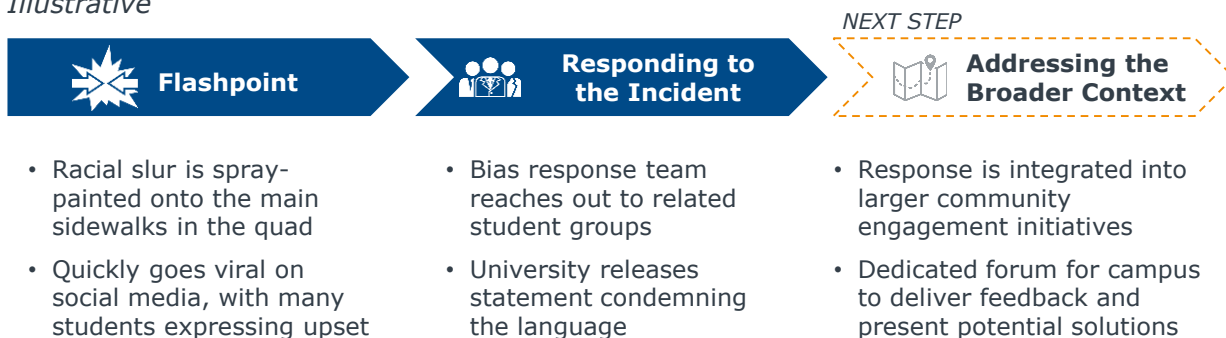 Illustrative
NEXT STEP
Flashpoint
Responding to
the Incident
Addressing the
Broader Context
• Racial slur is spray-
painted onto the main
sidewalks in the quad
• Quickly goes viral on
social media, with many
students expressing upset
• Bias response team
reaches out to related
student groups
• University releases
statement condemning
the language
• Response is integrated into
larger community
engagement initiatives
• Dedicated forum for campus
to deliver feedback and
present potential solutions